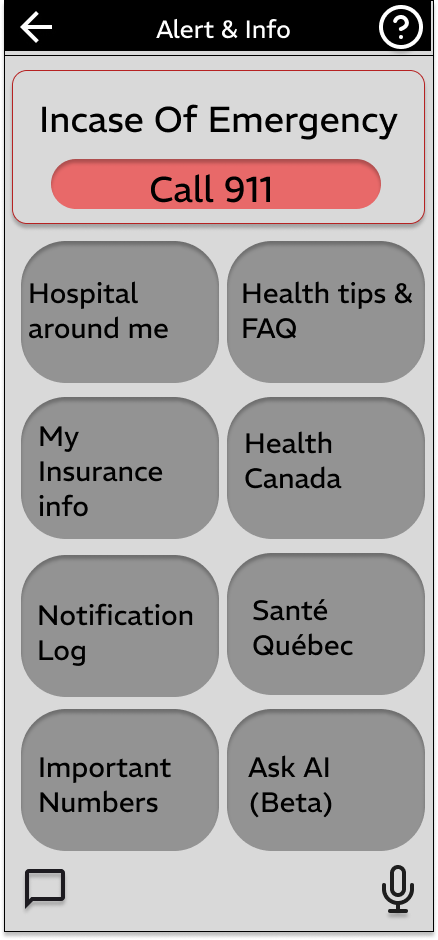 Alert & Info
Incase Of Emergency
Call 911
Hospital
around me
Health tips &
FAQ
My
Insurance
info
Health
Canada
Notification
Log
Santé
Québec
Important
Numbers
Ask AI
(Beta)